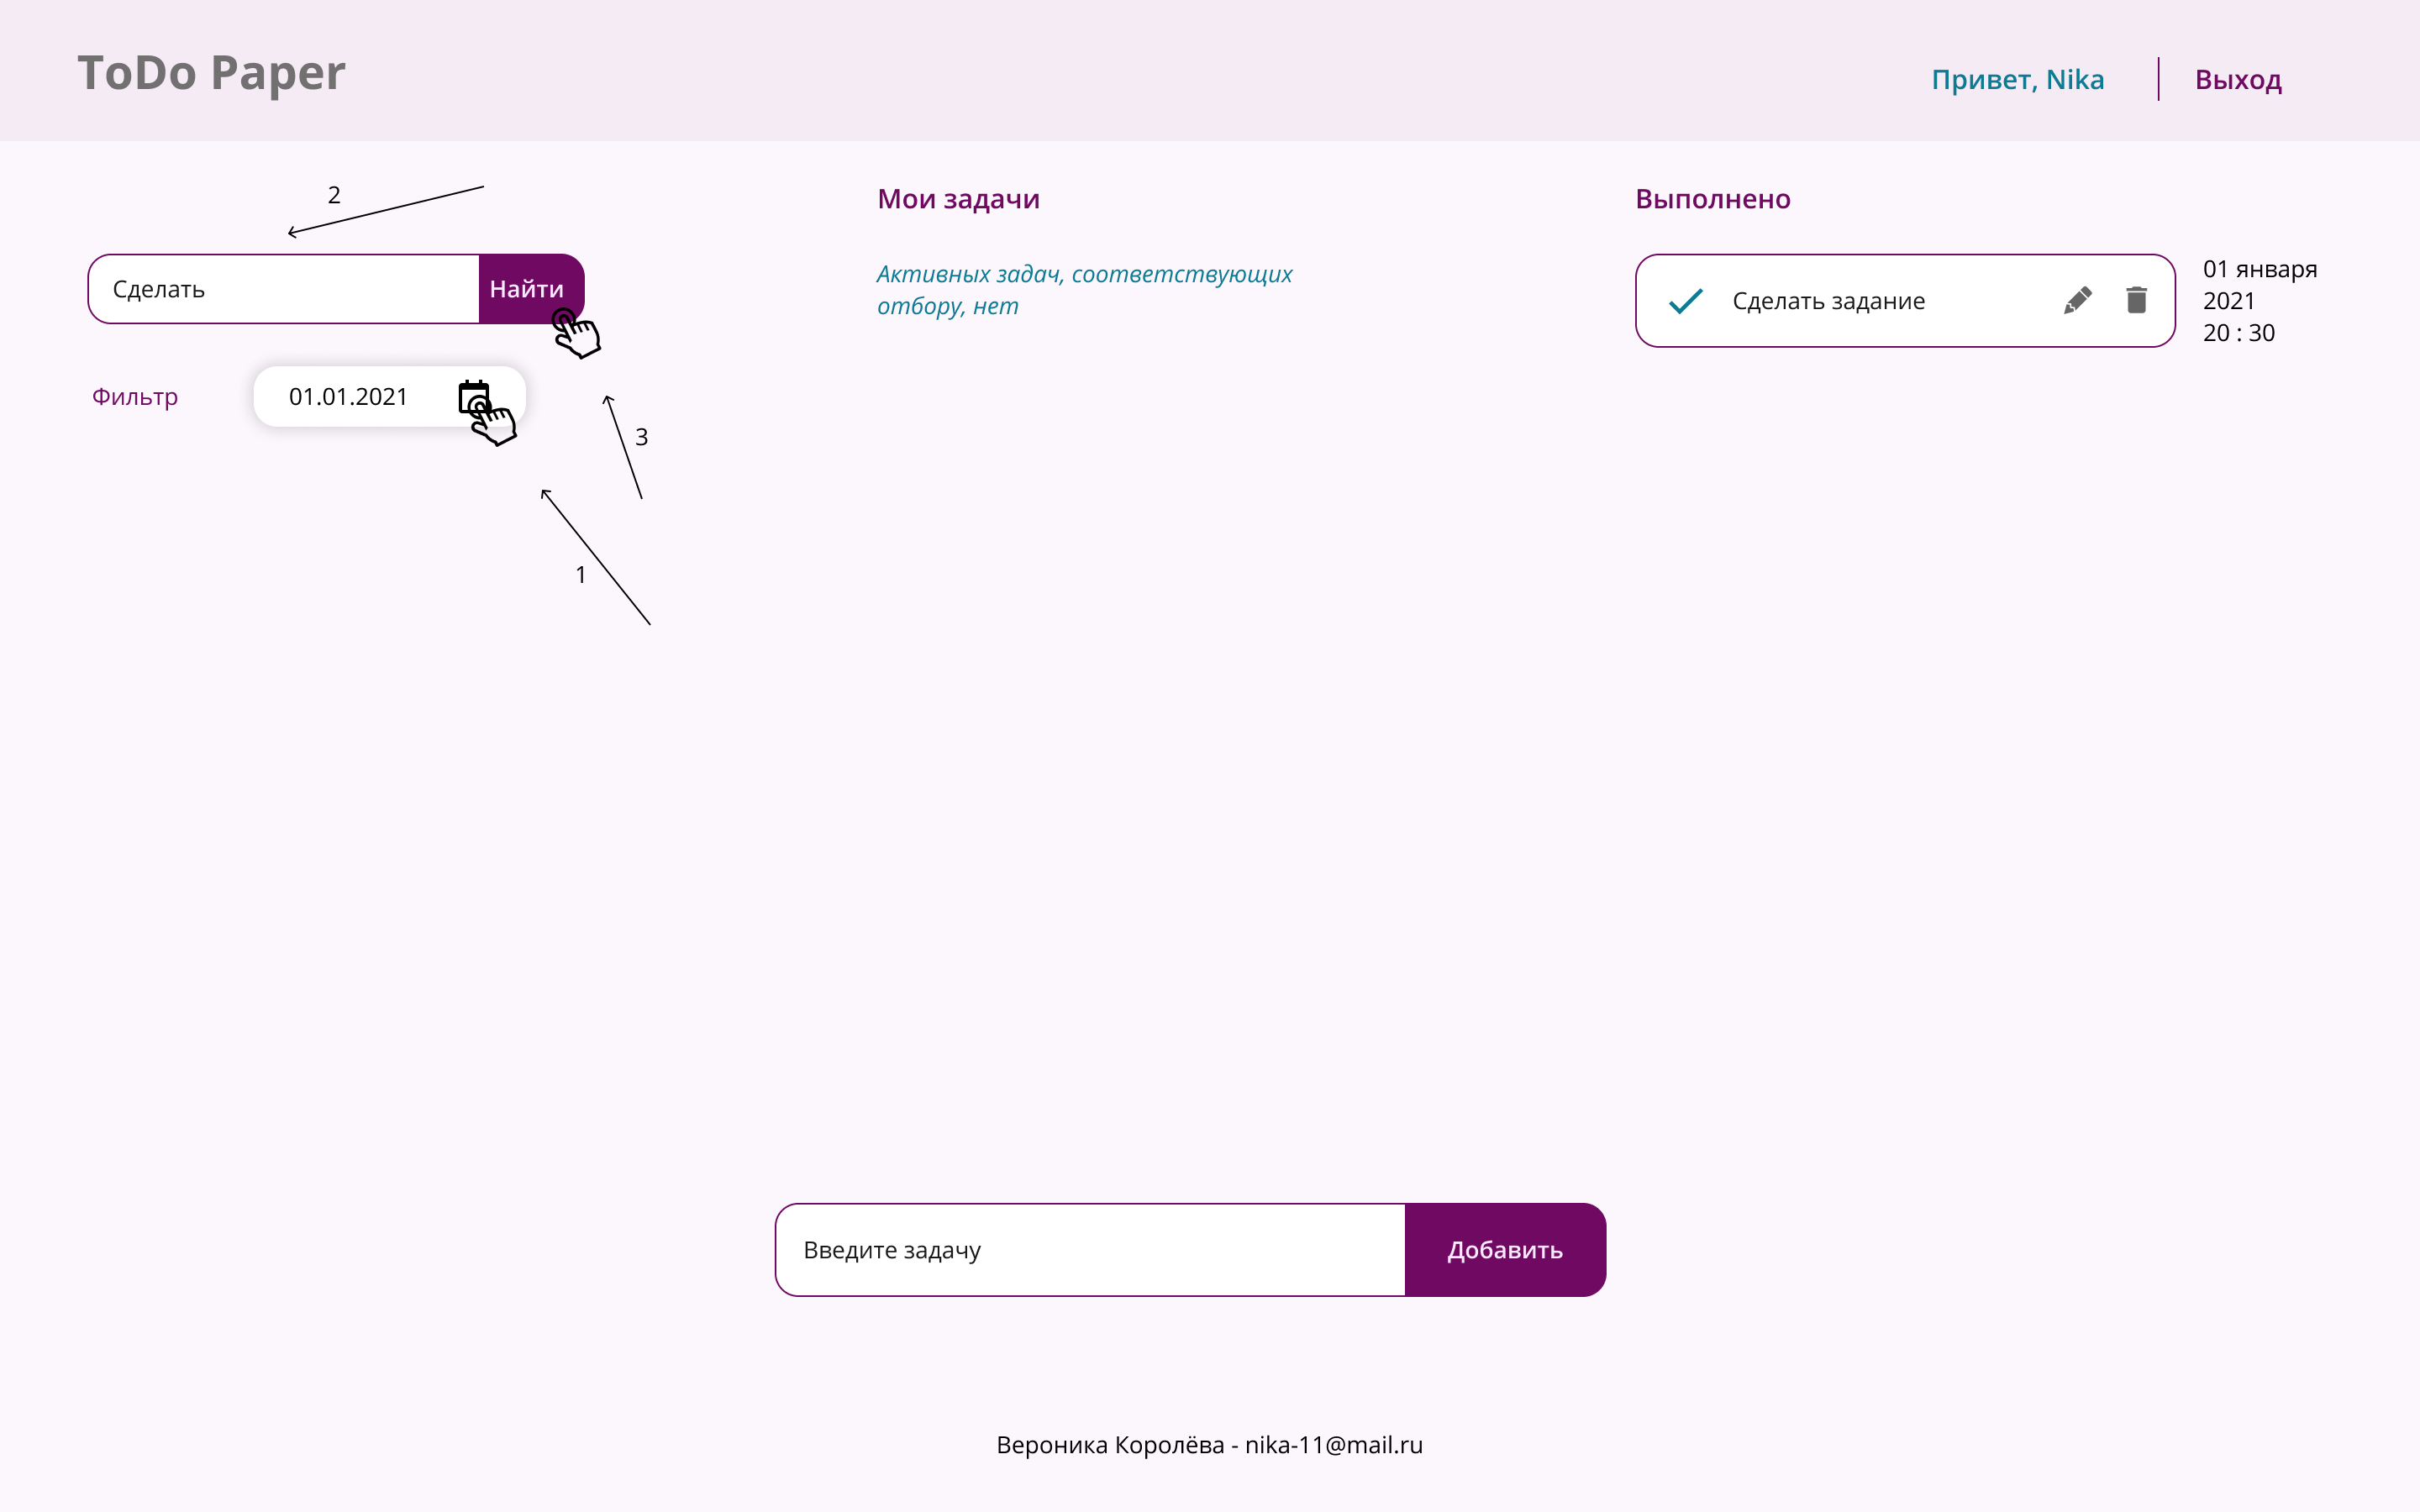 ToDo Paper
Привет, Nika
Выход
2
Сделать
Найти
Фильтр
01.01.2021
3
1
Мои задачи
Активных задач, соответствующих
отбору, нет
Выполнено
Сделать задание
01 января
2021
20 : 30
Введите задачу
Добавить
Вероника Королёва - nika-11@mail.ru